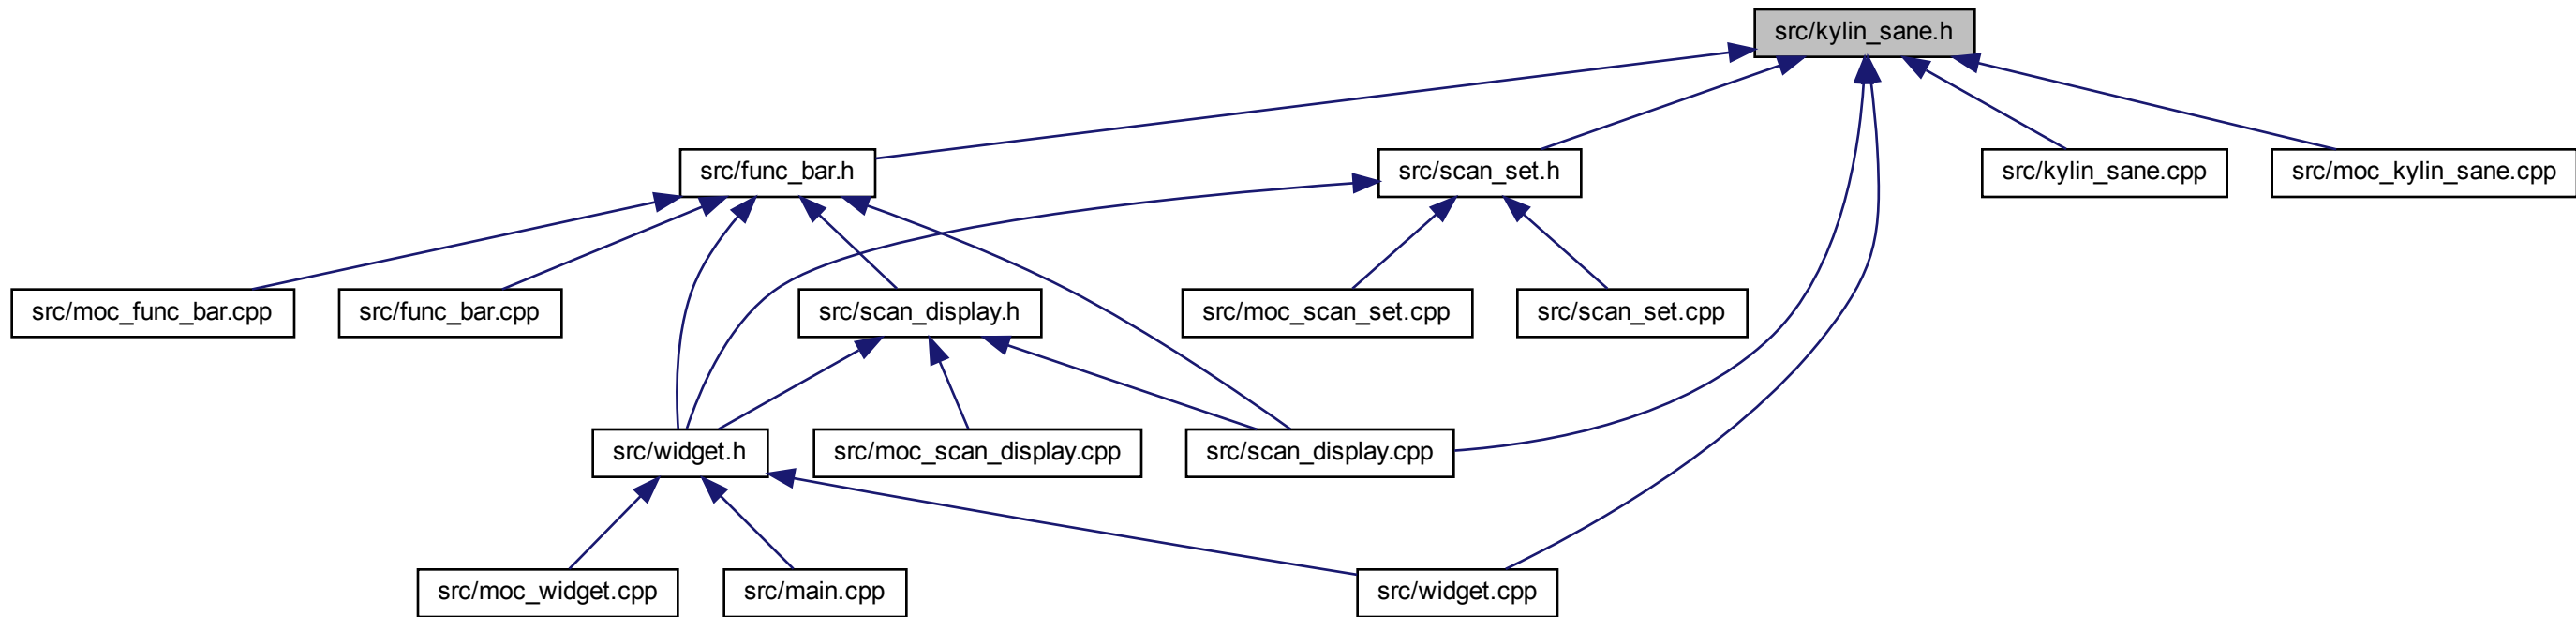 src/kylin_sane.h
src/func_bar.h
src/scan_set.h
src/kylin_sane.cpp
src/moc_kylin_sane.cpp
src/moc_func_bar.cpp
src/func_bar.cpp
src/scan_display.h
src/moc_scan_set.cpp
src/scan_set.cpp
src/widget.h
src/moc_scan_display.cpp
src/scan_display.cpp
src/moc_widget.cpp
src/main.cpp
src/widget.cpp